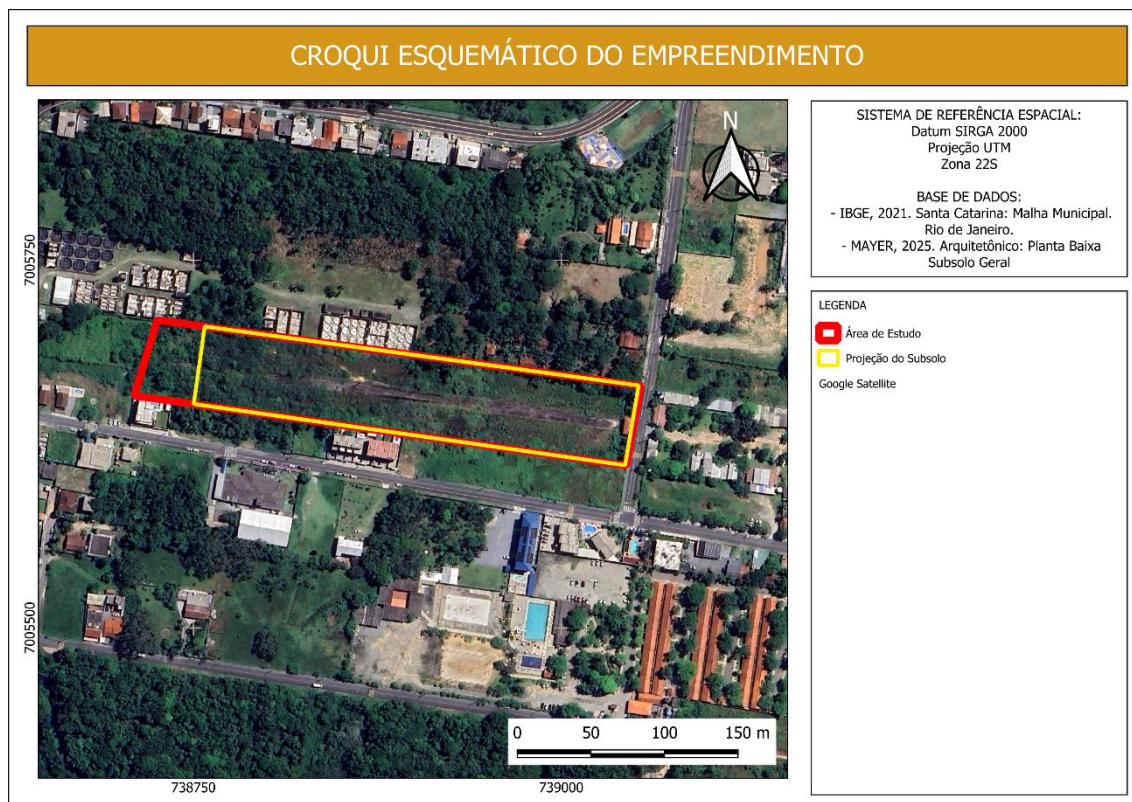 CROQUI ESQUEMÁTICO DO EMPREENDIMENTO
N
SISTEMA DE REFERÊNCIA ESPACIAL:
Datum SIRGA 2000
Projeção UTM
Zona 22S
BASE DE DADOS:
- IBGE, 2021. Santa Catarina: Malha Municipal.
Rio de Janeiro.
- MAYER, 2025. Arquitetônico: Planta Baixa
Subsolo Geral
LEGENDA
Área de Estudo
Projeção do Subsolo
Google Satellite
7005750
7005500
0 50 100 150 m
738750 739000